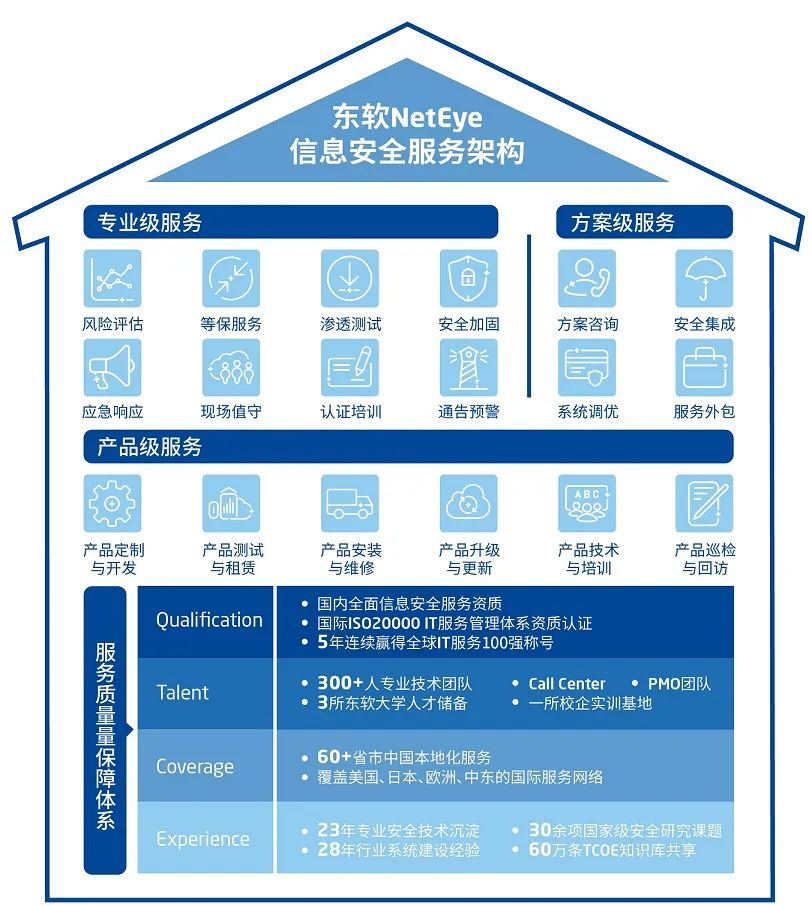 东软NetEye
信息安全服务架构
专业级服务
方案级服务
风险评估
等保服务
渗透测试
安全加固
方案咨询
安全集成
应急响应
现场值守
认证培训
通告预警
系统调优
服务外包
产品级服务
ABC
产品定制
与开发
产品测试
与租赁
产品安装
与维修
产品升级
与更新
产品技术
与培训
产品巡检
与回访
服务质量量保障体系
Qualification
• 国内全面信息安全服务资质
• 国际ISO20000 IT服务管理体系资质认证
• 5年连续赢得全球IT服务100强称号
Talent
• 300+人专业技术团队
• Call Center
• PMO团队
• 3所东软大学人才储备
• 一所校企实训基地
Coverage
• 60+省市中国本地化服务
• 覆盖美国、日本、欧洲、中东的国际服务网络
Experience
• 23年专业安全技术沉淀
• 30余项国家级安全研究课题
• 28年行业系统建设经验
• 60万条TCOE知识库共享